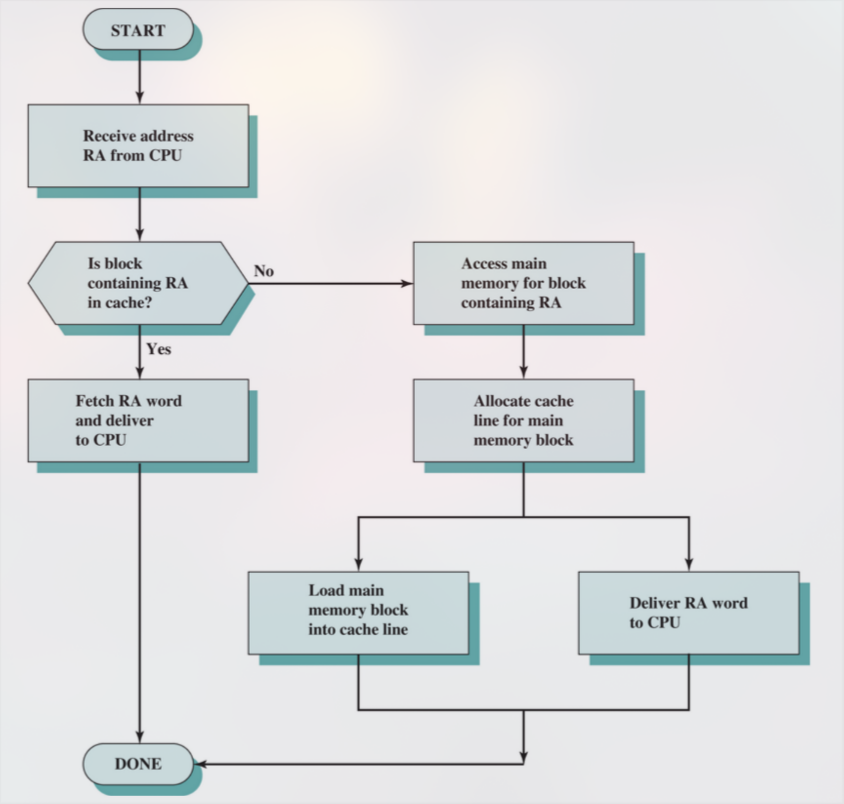 START
Receive address
RA from CPU
Is block
containing RA
in cache?
No
Access main
memory for block
containing RA
Yes
Fetch RA word
and deliver
to CPU
Allocate cache
line for main
memory block
Load main
memory block
into cache line
Deliver RA word
to CPU
DONE